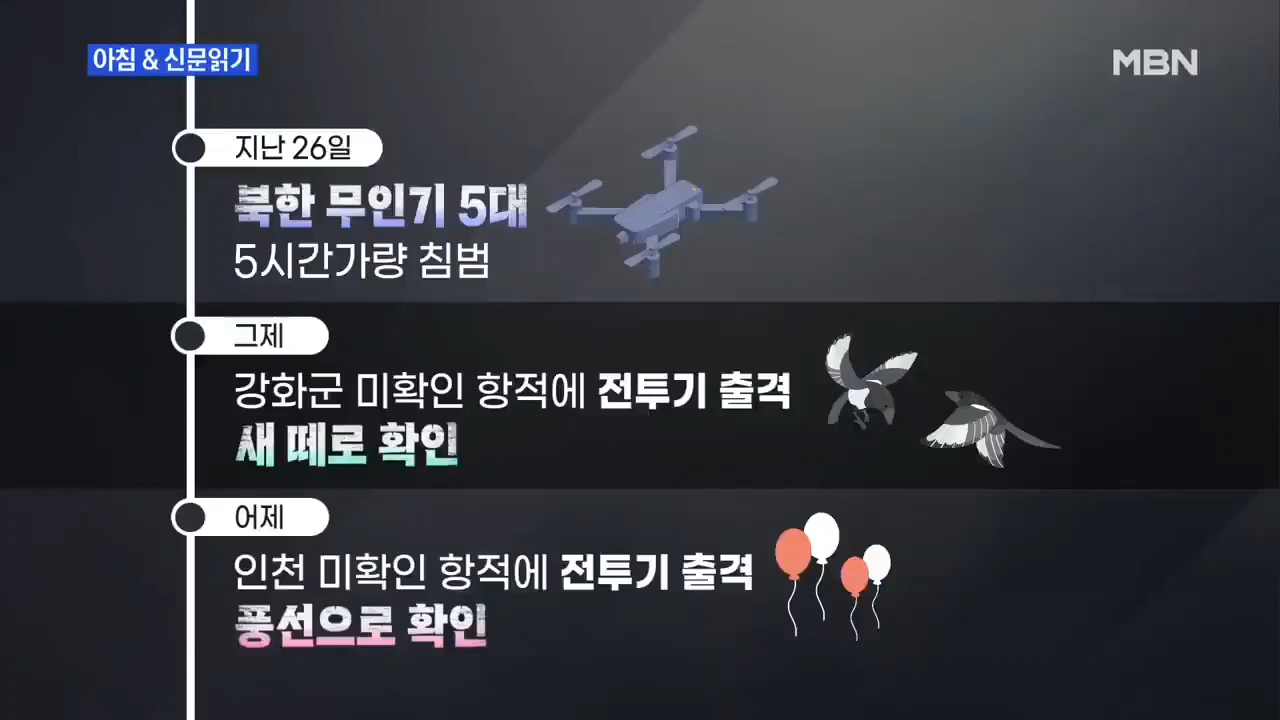 아침 & 신문읽기
MBN
지난 26일
북한 무인기 5대
5시간가량 침범
그제
강화군 미확인 항적에 전투기 출격
새 떼로 확인
어제
인천 미확인 항적에 전투기 출격
풍선으로 확인